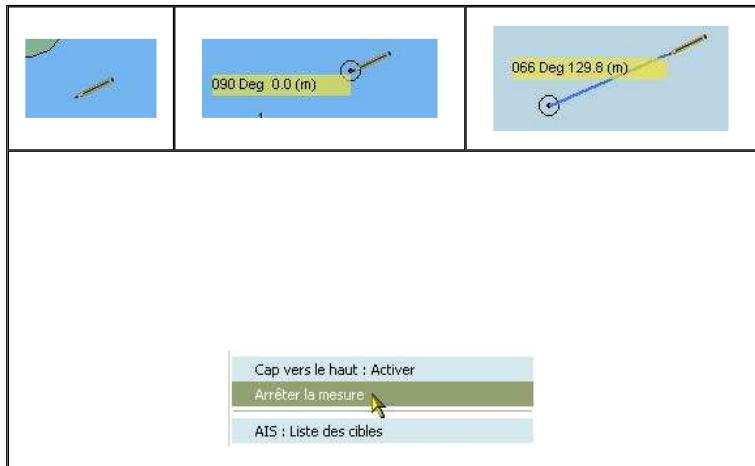 090 Deg 0.0 (m)
066 Deg 129.8 (m)
Cap vers le haut : Activer
Arrêter la mesure
AIS : Liste des cibles